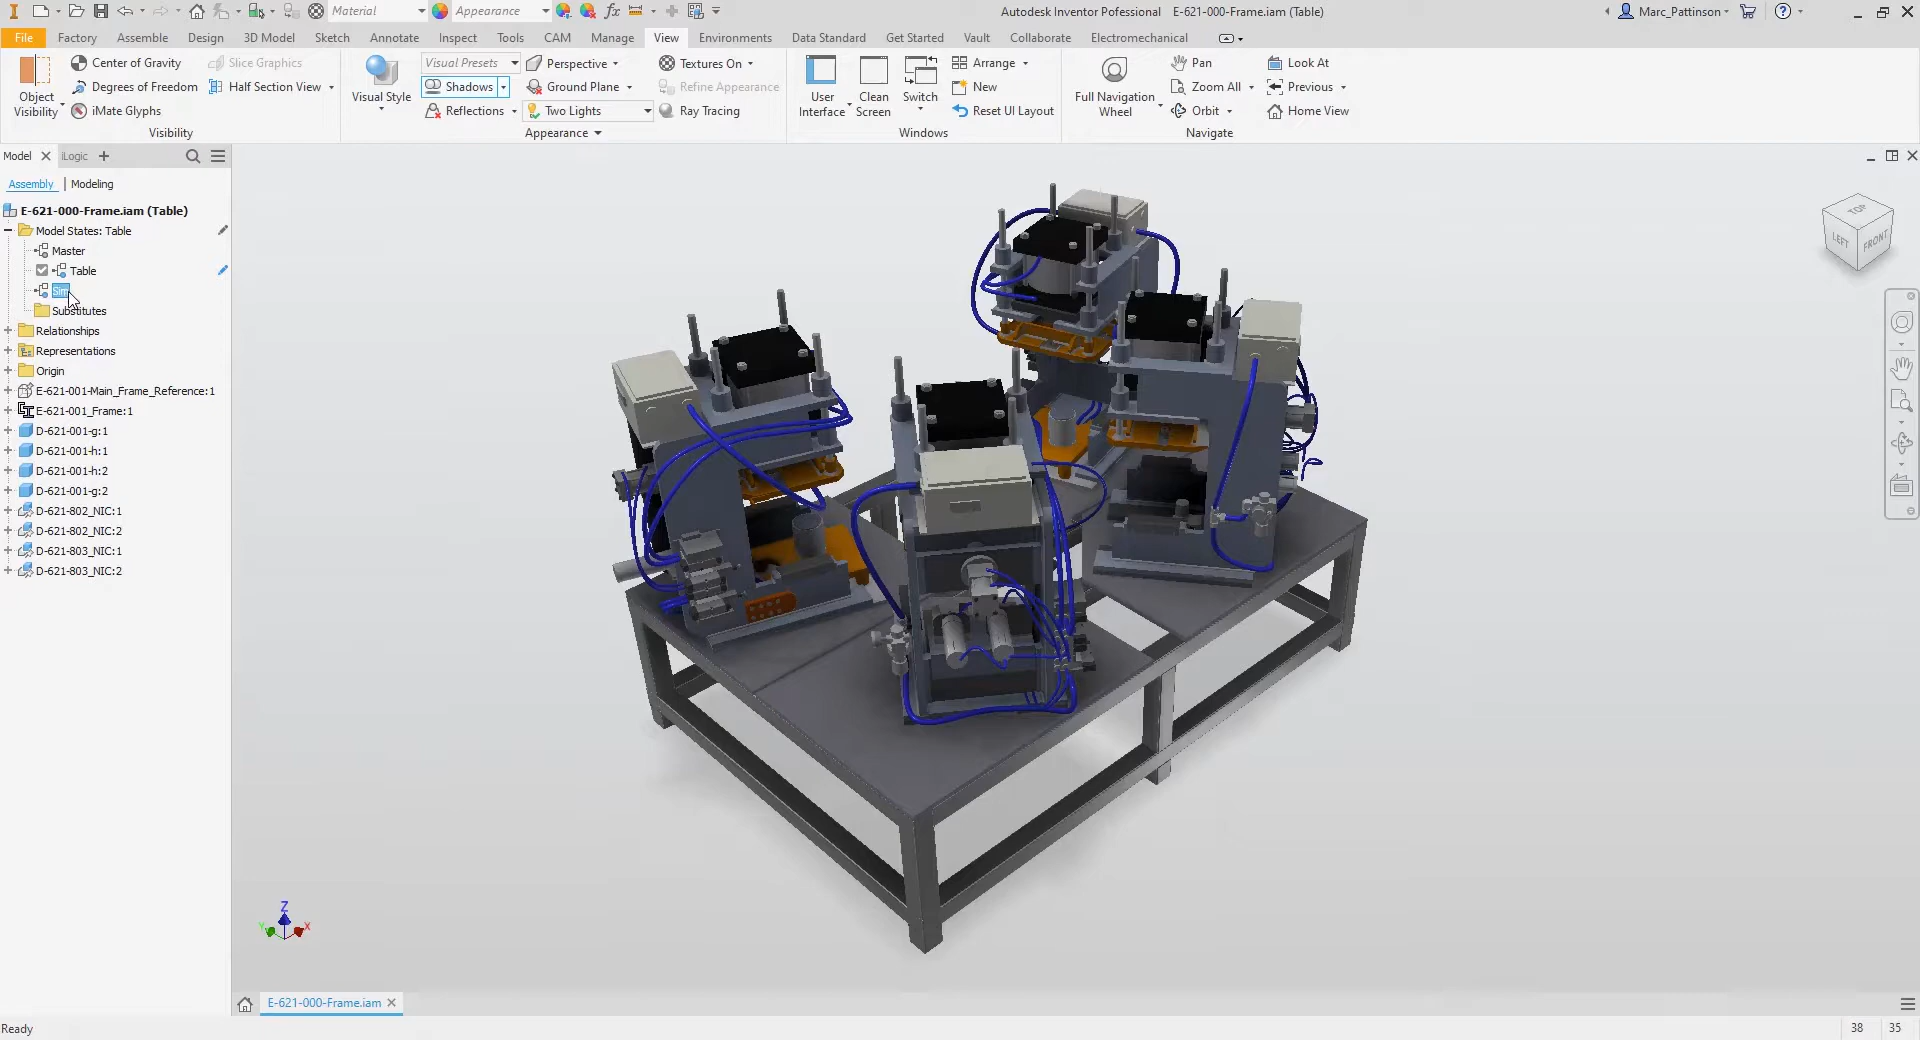 Material
Appearance
Autodesk Inventor Pofessional E-621-000-Frame.iam (Table)
Marc_Pattinson
File Factory Assemble Design 3D Model Sketch Annotate Inspect Tools CAM Manage View Environments Data Standard Get Started Vault Collaborate Electromechanical
Object Visibility
Center of Gravity
Slice Graphics
Degrees of Freedom
Half Section View
iMate Glyphs
Visibility
Visual Style
Visual Presets
Shadows
Reflections
Perspective
Ground Plane
Two Lights
Textures On
Refine Appearance
Ray Tracing
Appearance
User Interface
Clean Screen
Switch
Arrange
New
Reset UI Layout
Windows
Full Navigation Wheel
Pan
Zoom All
Orbit
Look At
Previous
Home View
Navigate
Model iLogic
Assembly | Modeling
E-621-000-Frame.iam (Table)
Model States: Table
Master
Table
Substitutes
Relationships
Representations
Origin
E-621-001-Main_Frame_Reference:1
E-621-001_Frame:1
D-621-001-g:1
D-621-001-h:1
D-621-001-h:2
D-621-001-g:2
D-621-802_NIC:1
D-621-802_NIC:2
D-621-803_NIC:1
D-621-803_NIC:2
TOP
LEFT
FRONT
Z
Y
X
E-621-000-Frame.iam
Ready
38 35